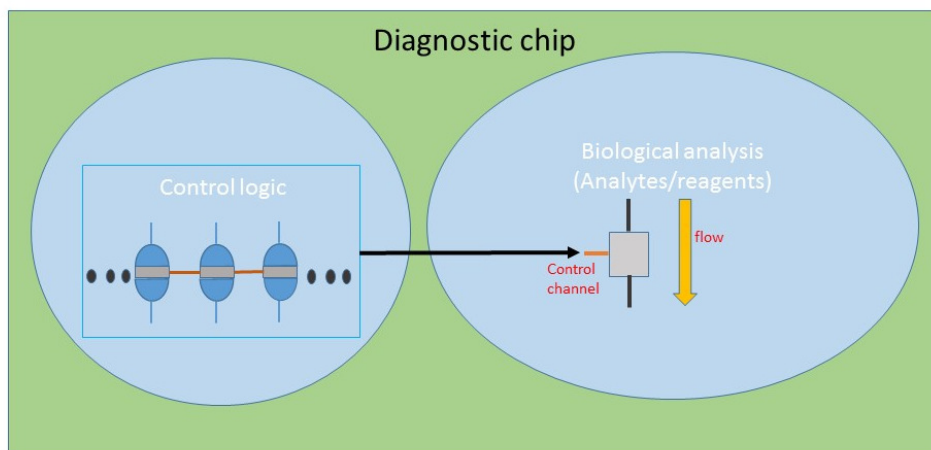 Diagnostic chip
Control logic
Biological analysis
(Analytes/reagents)
flow
Control
channel